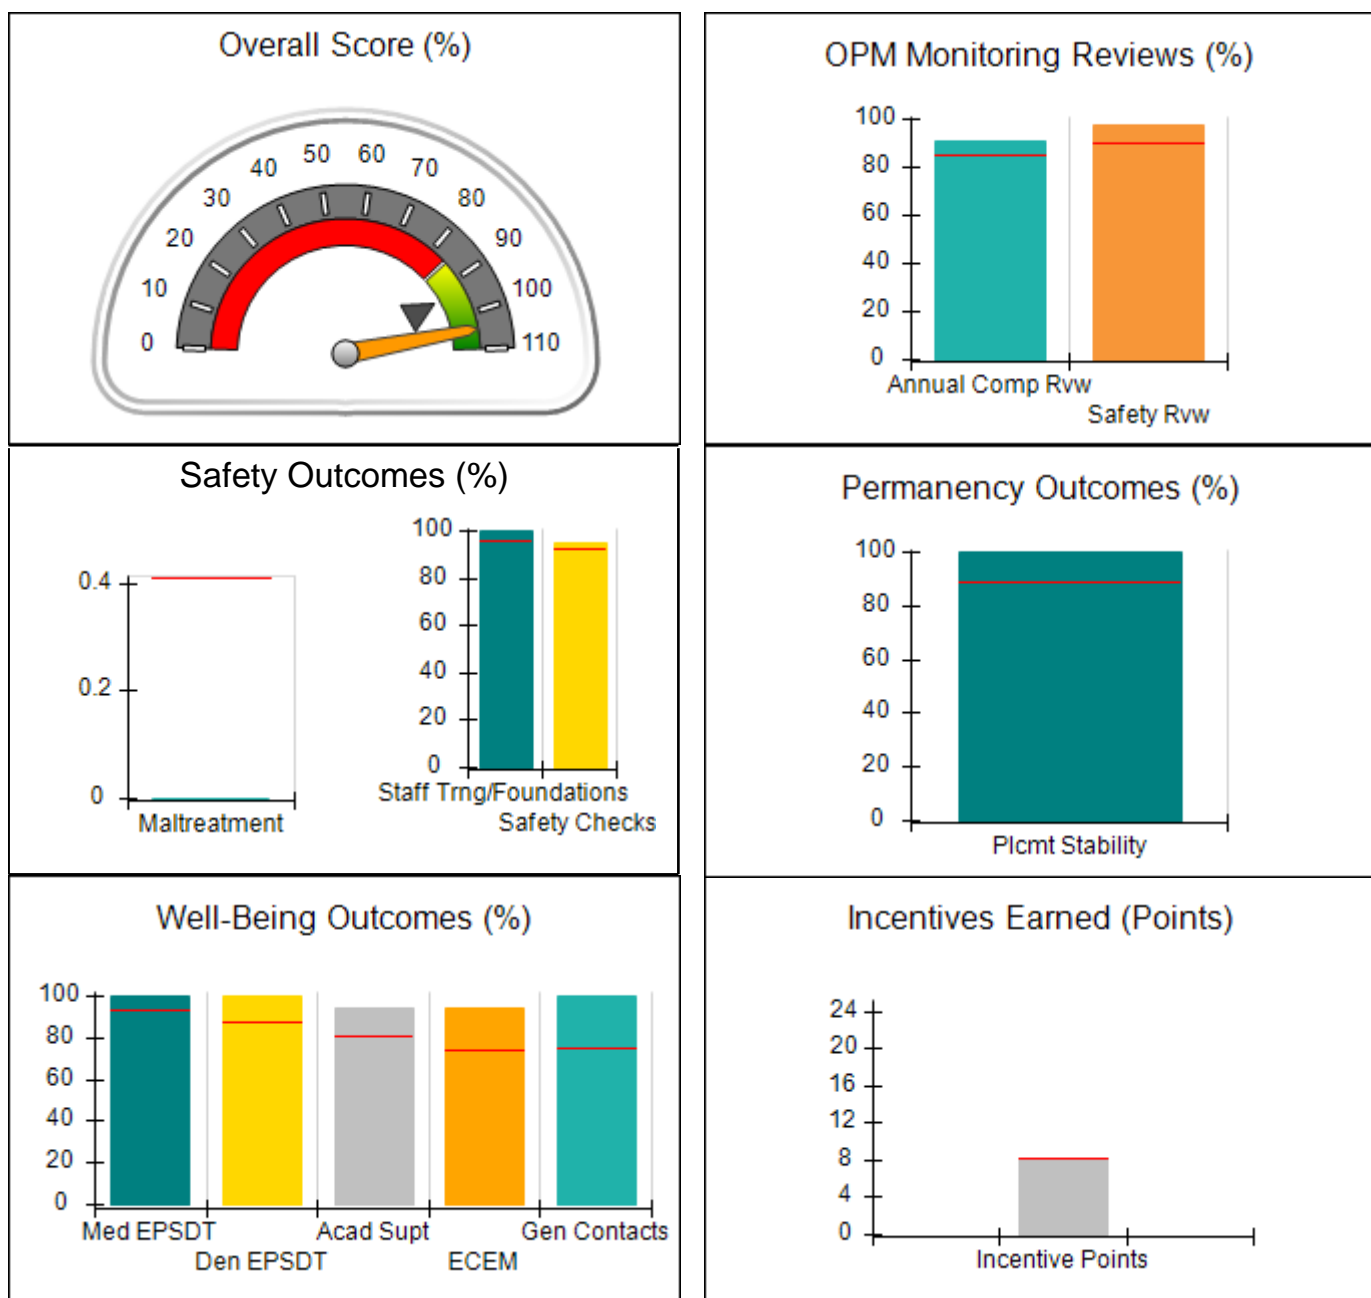 Overall Score (%)
0
10
20
30
40
50
60
70
80
90
100
110
OPM Monitoring Reviews (%)
100
80
60
40
20
0
Annual Comp Rvw
Safety Rvw
Safety Outcomes (%)
0.4
0.2
0
Maltreatment
100
80
60
40
20
0
Staff Trng/Foundations
Safety Checks
Permanency Outcomes (%)
100
80
60
40
20
0
Plcmt Stability
Well-Being Outcomes (%)
100
80
60
40
20
0
Med EPSDT
Den EPSDT
Acad Supt
ECEM
Gen Contacts
Incentives Earned (Points)
24
20
16
12
8
4
0
Incentive Points